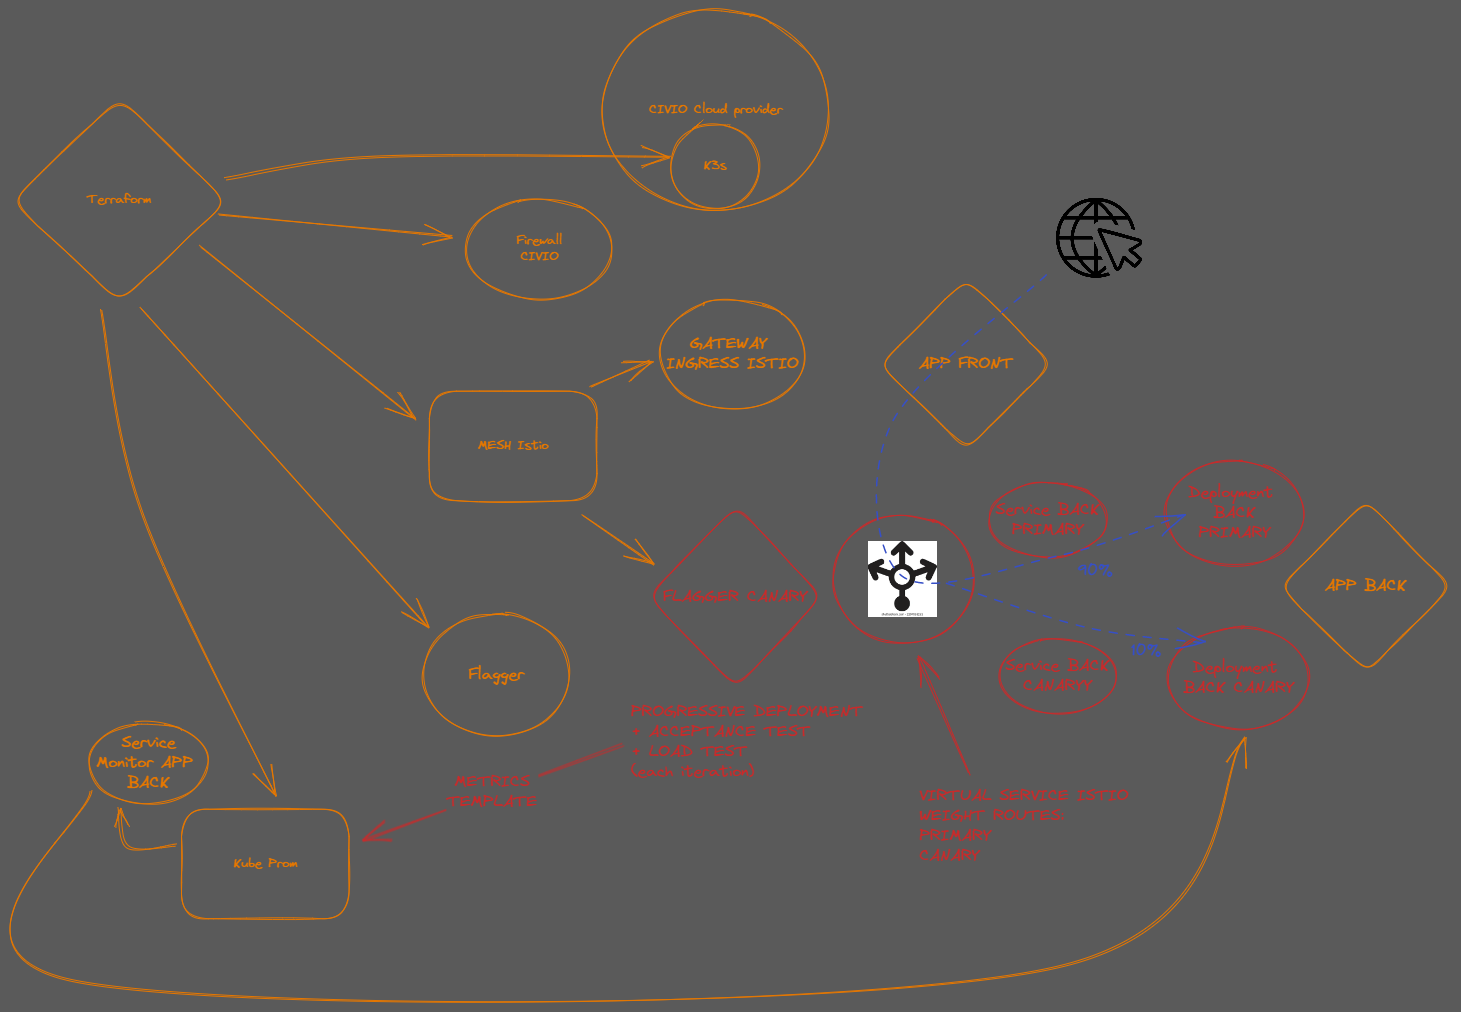 CIVIO Cloud provider
K3s
Terraform
Firewall
CIVIO
GATEWAY
INGRESS ISTIO
APP FRONT
MESH Istio
Service BACK
PRIMARY
Deployment
BACK
PRIMARY
90%
APP BACK
FLAGGER CANARY
10%
Service BACK
CANARYY
Deployment
BACK CANARY
Flagger
PROGRESSIVE DEPLOYMENT
+ ACCEPTANCE TEST
+ LOAD TEST
(each iteration)
Service
Monitor APP
BACK
METRICS
TEMPLATE
VIRTUAL SERVICE ISTIO
WEIGHT ROUTES:
PRIMARY
CANARY
Kube Prom